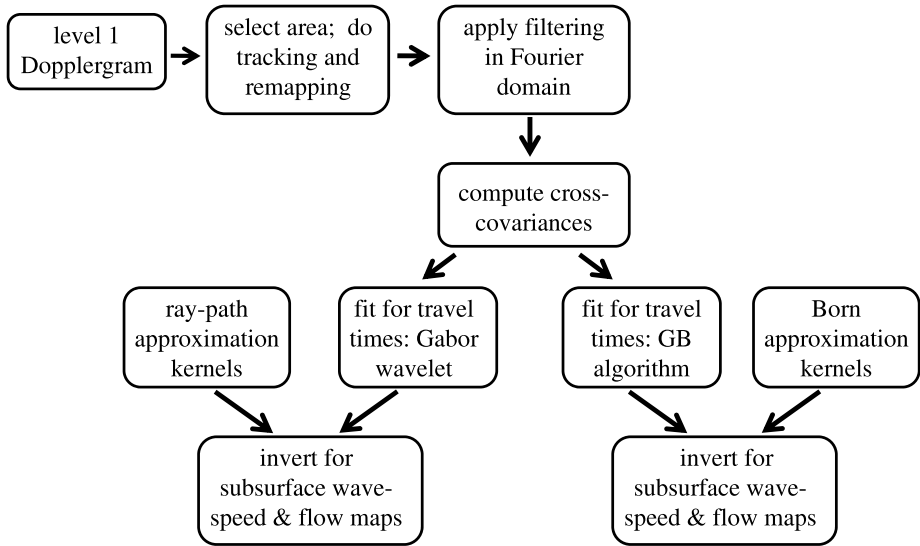 level 1
Dopplergram
select area;  do
tracking and
remapping
apply filtering
in Fourier
domain
compute cross-
covariances
ray-path
approximation
kernels
fit for travel
times: Gabor
wavelet
fit for travel
times: GB
algorithm
Born
approximation
kernels
invert for
subsurface wave-
speed & flow maps
invert for
subsurface wave-
speed & flow maps